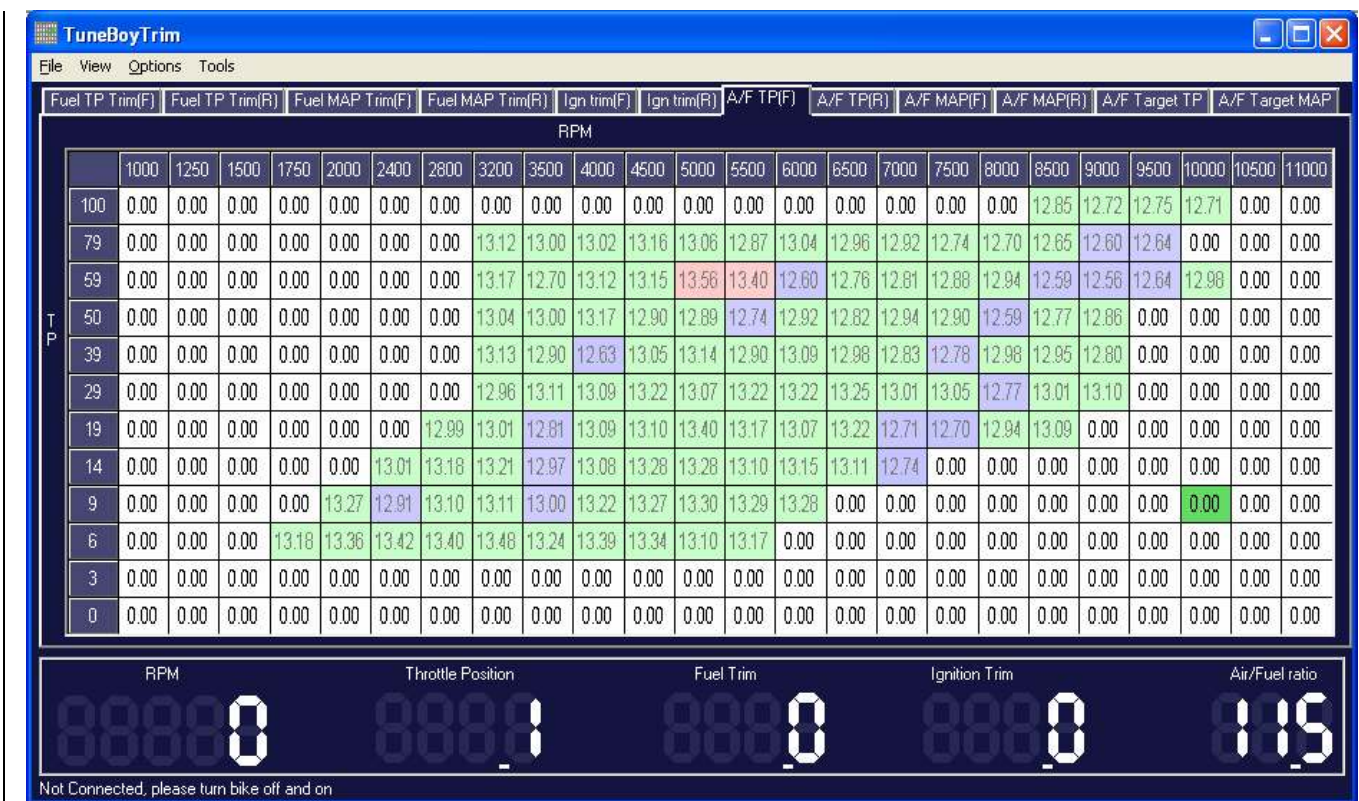 TuneBoyTrim
File View Options Tools
Fuel TP Trim(F) Fuel TP Trim(R) Fuel MAP Trim(F) Fuel MAP Trim(R) Ign trim(F) Ign trim(R) A/F TP(F) A/F TP(R) A/F MAP(F) A/F MAP(R) A/F Target TP A/F Target MAP
RPM
1000 1250 1500 1750 2000 2400 2800 3200 3500 4000 4500 5000 5500 6000 6500 7000 7500 8000 8500 9000 9500 10000 10500 11000
100 0.00 0.00 0.00 0.00 0.00 0.00 0.00 0.00 0.00 0.00 0.00 0.00 0.00 0.00 0.00 0.00 0.00 0.00 12.85 12.72 12.75 12.71 0.00 0.00
79 0.00 0.00 0.00 0.00 0.00 0.00 0.00 13.12 13.00 13.02 13.16 13.06 12.87 13.04 12.96 12.92 12.74 12.70 12.65 12.60 12.64 0.00 0.00 0.00
59 0.00 0.00 0.00 0.00 0.00 0.00 0.00 13.17 12.70 13.12 13.15 13.56 13.40 12.60 12.76 12.81 12.88 12.94 12.59 12.56 12.64 12.98 0.00 0.00
TP
50 0.00 0.00 0.00 0.00 0.00 0.00 0.00 13.04 13.00 13.17 12.90 12.89 12.74 12.92 12.82 12.94 12.90 12.59 12.77 12.86 0.00 0.00 0.00 0.00
39 0.00 0.00 0.00 0.00 0.00 0.00 0.00 13.13 12.90 12.63 13.05 13.14 12.90 13.09 12.98 12.83 12.78 12.98 12.95 12.80 0.00 0.00 0.00 0.00
29 0.00 0.00 0.00 0.00 0.00 0.00 0.00 12.96 13.11 13.09 13.22 13.07 13.22 13.22 13.25 13.01 13.05 12.77 13.01 13.10 0.00 0.00 0.00 0.00
19 0.00 0.00 0.00 0.00 0.00 0.00 12.99 13.01 12.81 13.09 13.10 13.40 13.17 13.07 13.22 12.71 12.70 12.94 13.09 0.00 0.00 0.00 0.00 0.00
14 0.00 0.00 0.00 0.00 0.00 13.01 13.18 13.21 12.97 13.08 13.28 13.28 13.10 13.15 13.11 12.74 0.00 0.00 0.00 0.00 0.00 0.00 0.00 0.00
9 0.00 0.00 0.00 0.00 13.27 12.91 13.10 13.11 13.00 13.22 13.27 13.30 13.29 13.28 0.00 0.00 0.00 0.00 0.00 0.00 0.00 0.00 0.00 0.00
6 0.00 0.00 0.00 13.18 13.36 13.42 13.40 13.48 13.24 13.39 13.34 13.10 13.17 0.00 0.00 0.00 0.00 0.00 0.00 0.00 0.00 0.00 0.00 0.00
3 0.00 0.00 0.00 0.00 0.00 0.00 0.00 0.00 0.00 0.00 0.00 0.00 0.00 0.00 0.00 0.00 0.00 0.00 0.00 0.00 0.00 0.00 0.00 0.00
0 0.00 0.00 0.00 0.00 0.00 0.00 0.00 0.00 0.00 0.00 0.00 0.00 0.00 0.00 0.00 0.00 0.00 0.00 0.00 0.00 0.00 0.00 0.00 0.00
RPM Throttle Position Fuel Trim Ignition Trim Air/Fuel ratio
0 .1 .0 .0 11.5
Not Connected, please turn bike off and on